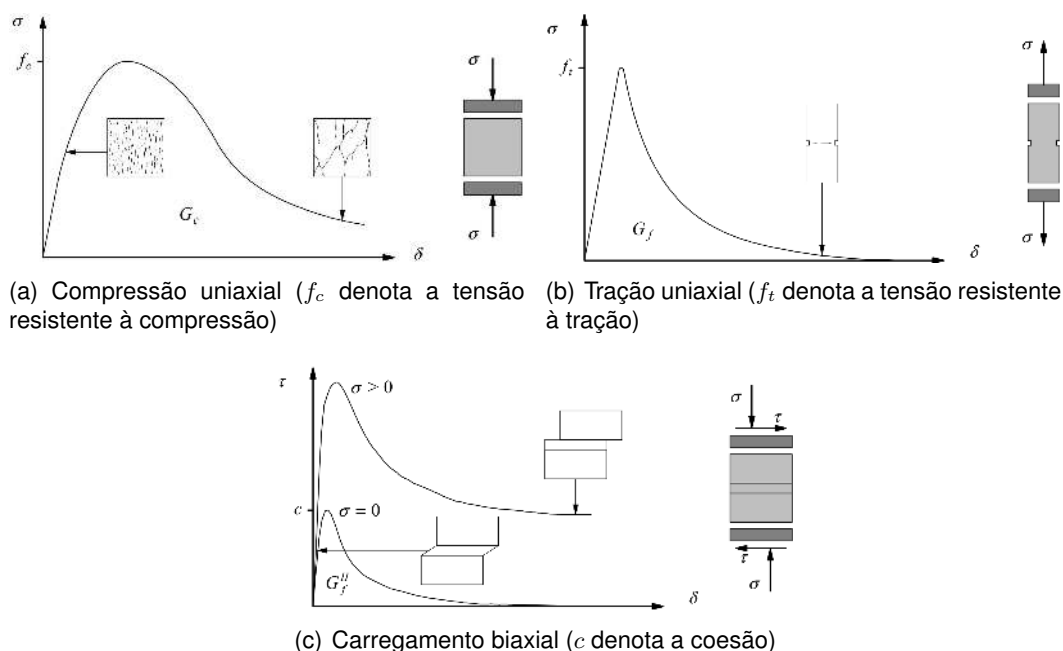 σ
f_c
G_c
δ
σ
σ
(a) Compressão uniaxial (f_c denota a tensão
resistente à compressão)
σ
f_t
G_f
δ
σ
σ
(b) Tração uniaxial (f_t denota a tensão resistente
à tração)
τ
σ > 0
c
σ = 0
G_f^{II}
δ
σ
τ
τ
σ
(c) Carregamento biaxial (c denota a coesão)